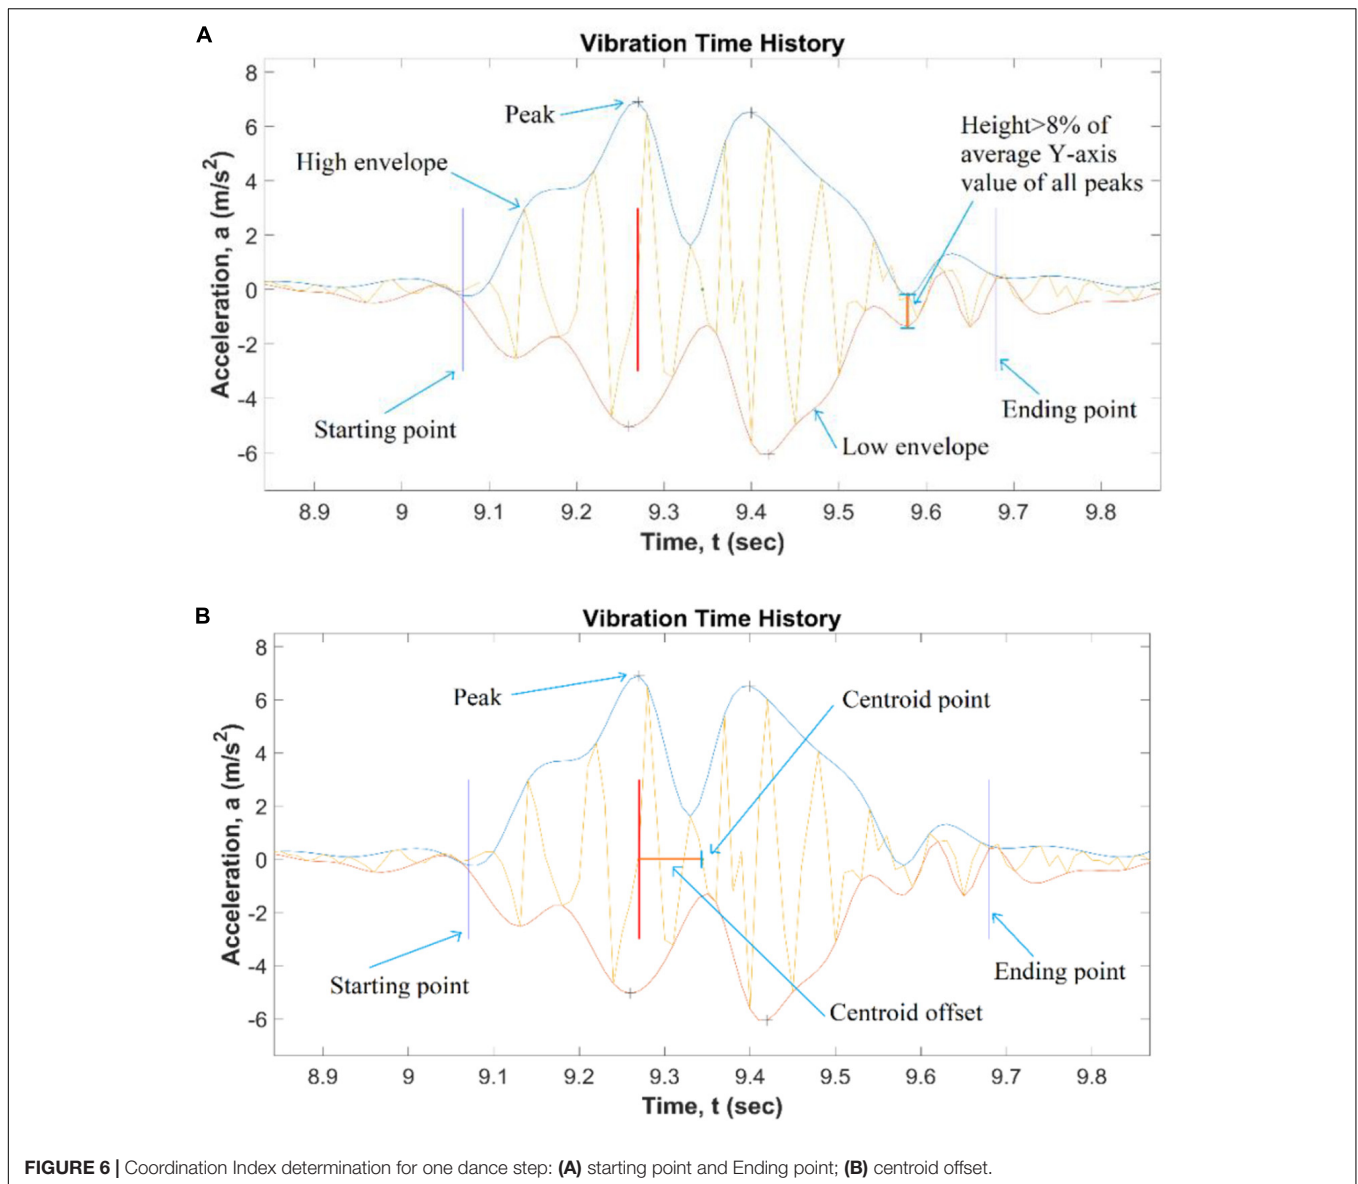 A
Vibration Time History
8
6
4
2
0
-2
-4
-6
Acceleration, a (m/s²)
Peak
High envelope
Height>8% of
average Y-axis
value of all peaks
Starting point
Ending point
Low envelope
8.9 9 9.1 9.2 9.3 9.4 9.5 9.6 9.7 9.8
Time, t (sec)
B
Vibration Time History
8
6
4
2
0
-2
-4
-6
Acceleration, a (m/s²)
Peak
Centroid point
Starting point
Ending point
Centroid offset
8.9 9 9.1 9.2 9.3 9.4 9.5 9.6 9.7 9.8
Time, t (sec)
FIGURE 6 | Coordination Index determination for one dance step: (A) starting point and Ending point; (B) centroid offset.